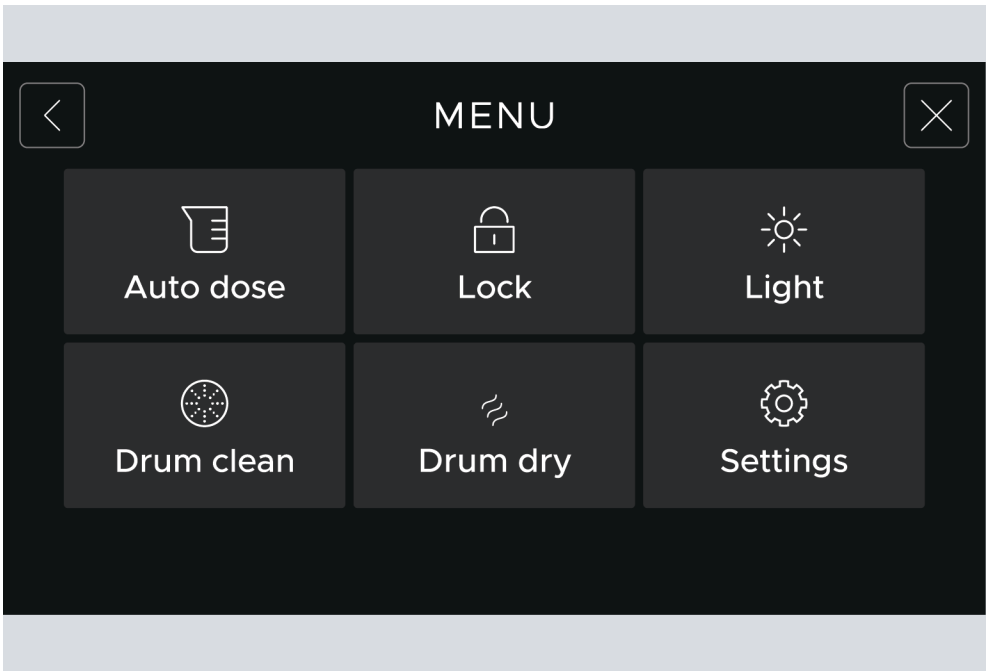 MENU
Auto dose
Lock
Light
Drum clean
Drum dry
Settings